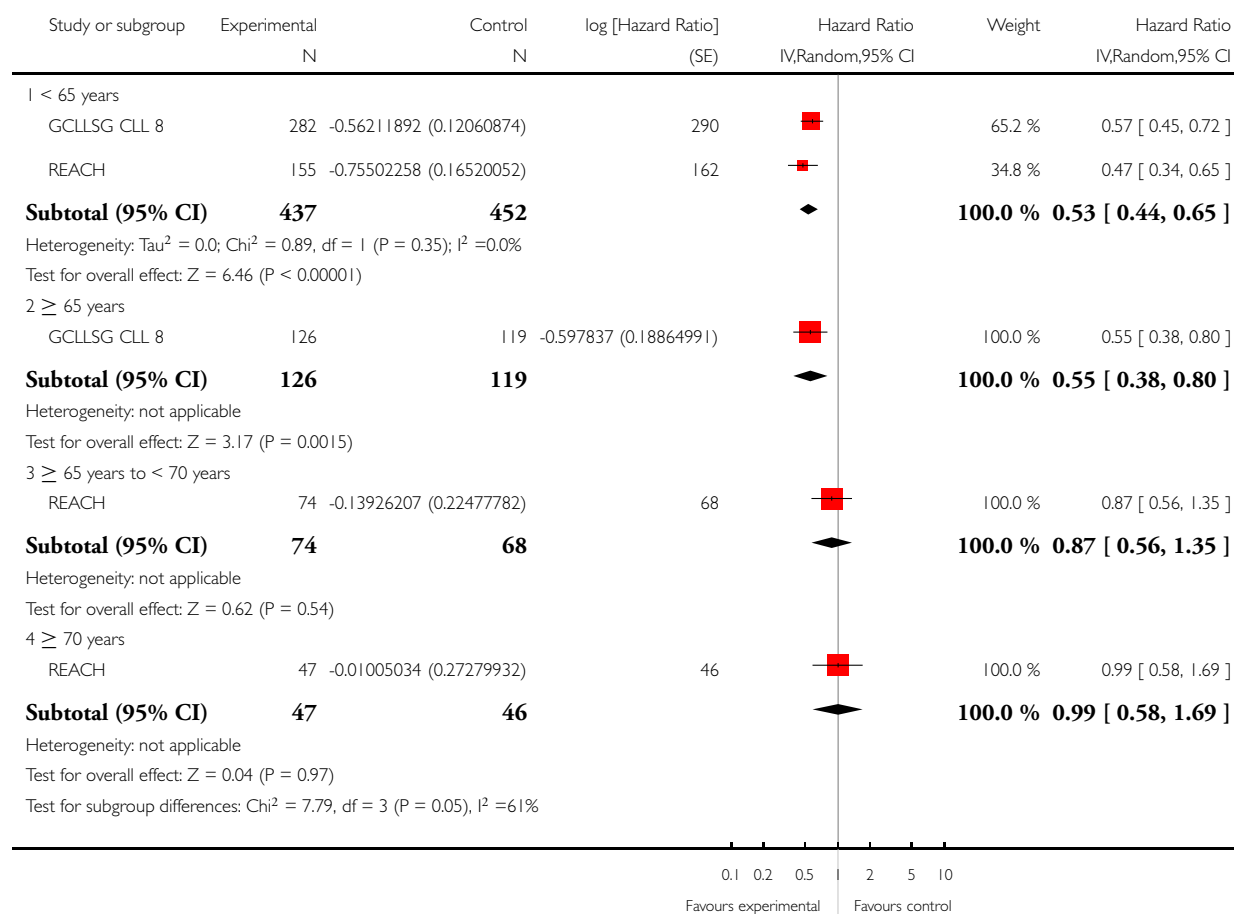 Study or subgroup Experimental Control log [Hazard Ratio] Hazard Ratio Weight Hazard Ratio
N N (SE) IV,Random,95% CI IV,Random,95% CI
1 < 65 years
GCLLSG CLL 8 282 -0.56211892 (0.12060874) 290 65.2 % 0.57 [ 0.45, 0.72 ]
REACH 155 -0.75502258 (0.16520052) 162 34.8 % 0.47 [ 0.34, 0.65 ]
Subtotal (95% CI) 437 452 100.0 % 0.53 [ 0.44, 0.65 ]
Heterogeneity: Tau² = 0.0; Chi² = 0.89, df = 1 (P = 0.35); I² =0.0%
Test for overall effect: Z = 6.46 (P < 0.00001)
2 ≥ 65 years
GCLLSG CLL 8 126 119 -0.597837 (0.18864991) 100.0 % 0.55 [ 0.38, 0.80 ]
Subtotal (95% CI) 126 119 100.0 % 0.55 [ 0.38, 0.80 ]
Heterogeneity: not applicable
Test for overall effect: Z = 3.17 (P = 0.0015)
3 ≥ 65 years to < 70 years
REACH 74 -0.13926207 (0.22477782) 68 100.0 % 0.87 [ 0.56, 1.35 ]
Subtotal (95% CI) 74 68 100.0 % 0.87 [ 0.56, 1.35 ]
Heterogeneity: not applicable
Test for overall effect: Z = 0.62 (P = 0.54)
4 ≥ 70 years
REACH 47 -0.01005034 (0.27279932) 46 100.0 % 0.99 [ 0.58, 1.69 ]
Subtotal (95% CI) 47 46 100.0 % 0.99 [ 0.58, 1.69 ]
Heterogeneity: not applicable
Test for overall effect: Z = 0.04 (P = 0.97)
Test for subgroup differences: Chi² = 7.79, df = 3 (P = 0.05), I² =61%
0.1 0.2 0.5 1 2 5 10
Favours experimental Favours control